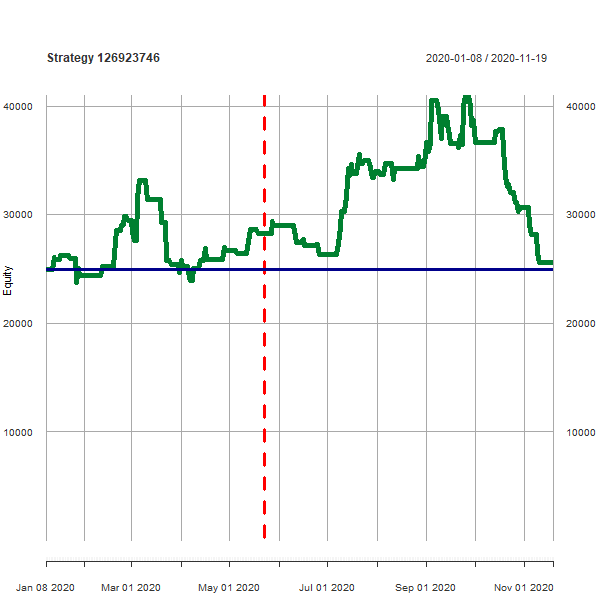 Strategy 126923746
2020-01-08 / 2020-11-19
40000
40000
30000
30000
Equity
20000
20000
10000
10000
Jan 08 2020
Mar 01 2020
May 01 2020
Jul 01 2020
Sep 01 2020
Nov 01 2020